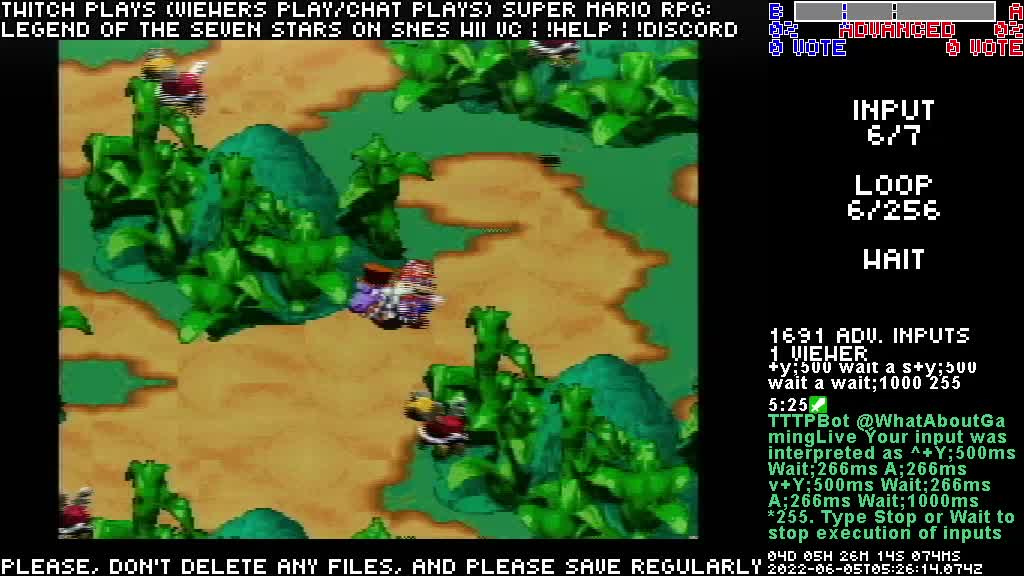 TWITCH PLAYS (VIEWERS PLAY/CHAT PLAYS) SUPER MARIO RPG:
LEGEND OF THE SEVEN STARS ON SNES WII VC | !HELP | !DISCORD
B A
0% ADVANCED 0%
0 VOTE 0 VOTE
INPUT
6/7
LOOP
6/256
WAIT
1691 ADV. INPUTS
1 VIEWER
+y;500 wait a s+y;500
wait a wait;1000 255
5:25
TTTPBot @WhatAboutGa
mingLive Your input was
interpreted as ^+Y;500ms
Wait;266ms A;266ms
v+Y;500ms Wait;266ms
A;266ms Wait;1000ms
*255. Type Stop or Wait to
stop execution of inputs
PLEASE, DON'T DELETE ANY FILES, AND PLEASE SAVE REGULARLY
04D 05H 26M 14S 074MS
2022-06-05T05:26:14.074Z